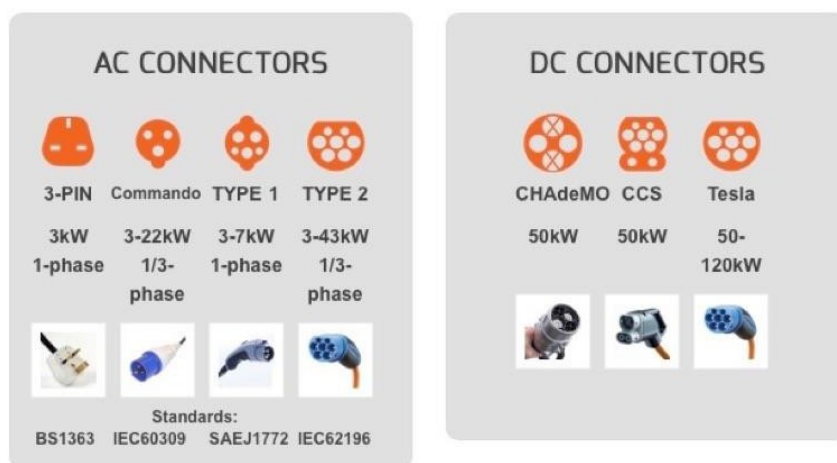 AC CONNECTORS
3-PIN Commando TYPE 1 TYPE 2
3kW 3-22kW 3-7kW 3-43kW
1-phase 1/3- 1-phase 1/3-
phase phase
Standards:
BS1363 IEC60309 SAEJ1772 IEC62196
DC CONNECTORS
CHAdeMO CCS Tesla
50kW 50kW 50-
120kW